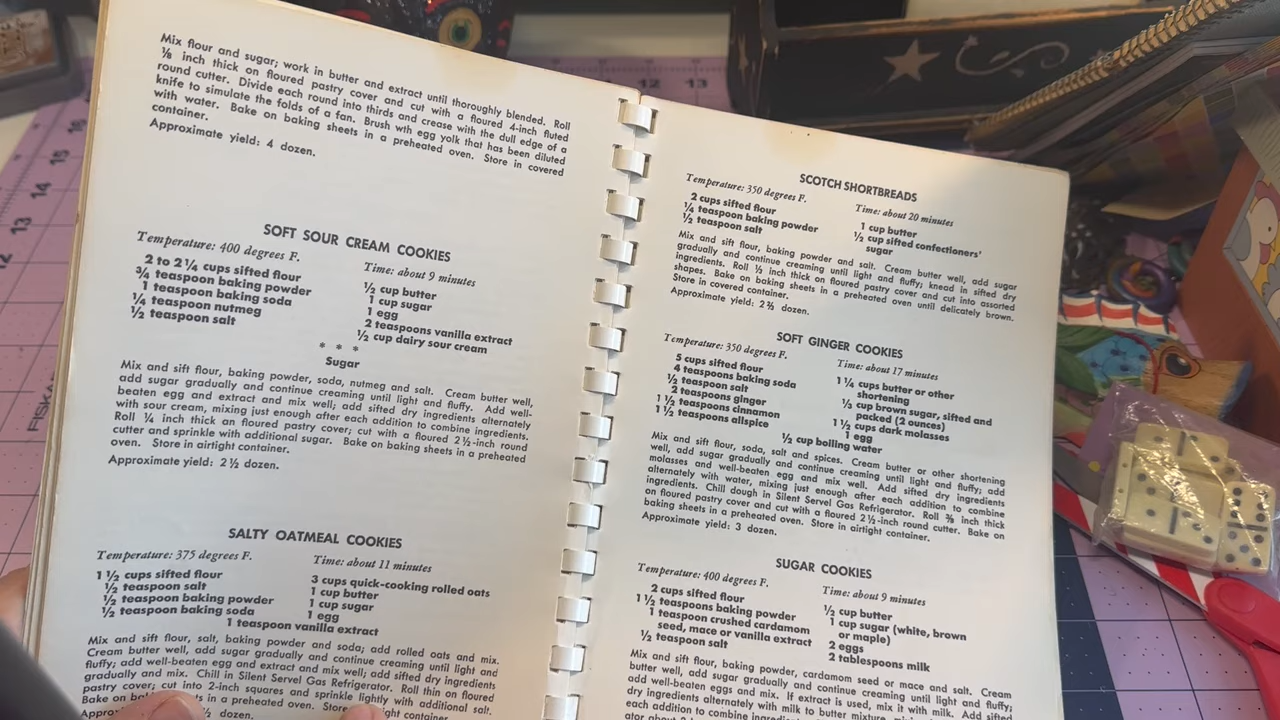 Mix flour and sugar; work in butter and extract until thoroughly blended. Roll
⅛ inch thick on floured pastry cover and cut with a floured 4-inch fluted
round cutter. Divide each round into thirds and crease with the dull edge of a
knife to simulate the folds of a fan. Brush wth egg yolk that has been diluted
with water. Bake on baking sheets in a preheated oven. Store in covered
container.
Approximate yield: 4 dozen.
SOFT SOUR CREAM COOKIES
Temperature: 400 degrees F.
Time: about 9 minutes
2 to 2¼ cups sifted flour
¾ teaspoon baking powder
1 teaspoon baking soda
¼ teaspoon nutmeg
½ teaspoon salt
½ cup butter
1 cup sugar
1 egg
2 teaspoons vanilla extract
½ cup dairy sour cream
* * *
Sugar
Mix and sift flour, baking powder, soda, nutmeg and salt. Cream butter well,
add sugar gradually and continue creaming until light and fluffy. Add well-
beaten egg and extract and mix well; add sifted dry ingredients alternately
with sour cream, mixing just enough after each addition to combine ingredients.
Roll ¼ inch thick an floured pastry cover; cut with a floured 2½-inch round
cutter and sprinkle with additional sugar. Bake on baking sheets in a preheated
oven. Store in airtight container.
Approximate yield: 2½ dozen.
SALTY OATMEAL COOKIES
Temperature: 375 degrees F.
Time: about 11 minutes
1½ cups sifted flour
½ teaspoon salt
½ teaspoon baking powder
½ teaspoon baking soda
3 cups quick-cooking rolled oats
1 cup butter
1 cup sugar
1 egg
1 teaspoon vanilla extract
Mix and sift flour, salt, baking powder and soda; add rolled oats and mix.
Cream butter well, add sugar gradually and continue creaming until light and
fluffy; add well-beaten egg and extract and mix well; add sifted dry ingredients
gradually and mix. Chill in Silent Servel Gas Refrigerator. Roll thin on floured
pastry cover; cut into 2-inch squares and sprinkle lightly with additional salt.
Bake on in a preheated oven. Store container.
½ dozen.
SCOTCH SHORTBREADS
Temperature: 350 degrees F.
Time: about 20 minutes
2 cups sifted flour
¼ teaspoon baking powder
½ teaspoon salt
1 cup butter
½ cup sifted confectioners'
sugar
Mix and sift flour, baking powder and salt. Cream butter well, add sugar
gradually and continue creaming until light and fluffy; knead in sifted dry
ingredients. Roll ⅓ inch thick on floured pastry cover and cut into assorted
shapes. Bake on baking sheets in a preheated oven until delicately brown.
Store in covered container.
Approximate yield: 2⅔ dozen.
SOFT GINGER COOKIES
Temperature: 350 degrees F.
Time: about 17 minutes
5 cups sifted flour
4 teaspoons baking soda
½ teaspoon salt
2 teaspoons ginger
1½ teaspoons cinnamon
1½ teaspoons allspice
1¼ cups butter or other
shortening
⅓ cup brown sugar, sifted and
packed (2 ounces)
1½ cups dark molasses
1 egg
½ cup boiling water
Mix and sift flour, soda, salt and spices. Cream butter or other shortening
well, add sugar gradually and continue creaming until light and fluffy; add
molasses and well-beaten egg and mix well. Add sifted dry ingredients
alternately with water, mixing just enough after each addition to combine
ingredients. Chill dough in Silent Servel Gas Refrigerator. Roll ⅜ inch thick
on floured pastry cover and cut with a floured 2½-inch round cutter. Bake on
baking sheets in a preheated oven. Store in airtight container.
Approximate yield: 3 dozen.
SUGAR COOKIES
Temperature: 400 degrees F.
Time: about 9 minutes
2 cups sifted flour
1½ teaspoons baking powder
1 teaspoon crushed cardamom
seed, mace or vanilla extract
½ teaspoon salt
½ cup butter
1 cup sugar (white, brown
or maple)
2 eggs
2 tablespoons milk
Mix and sift flour, baking powder, cardamom seed or mace and salt. Cream
butter well, add sugar gradually and continue creaming until light and fluffy;
add well-beaten eggs and mix. If extract is used, mix it with milk. Add sifted
dry ingredients alternately with milk to butter mixture,
each addition to combine
12 13
16
15
14
13
12
FISKARS